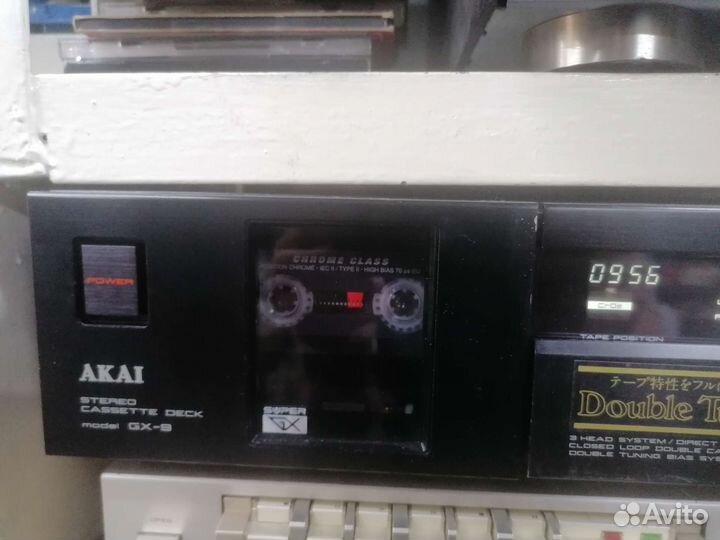 CHROME CLASS
CHROME · IEC II / TYPE II · HIGH BIAS 70 µs EQ
POWER
0956
CrO2
TAPE POSITION
AKAI
STEREO
CASSETTE DECK
model GX-9
SUPER
GX
テープ特性をフル
Double T
3 HEAD SYSTEM / DIRECT
CLOSED LOOP DOUBLE CA
DOUBLE TUNING BIAS SYS
OPEN
Avito